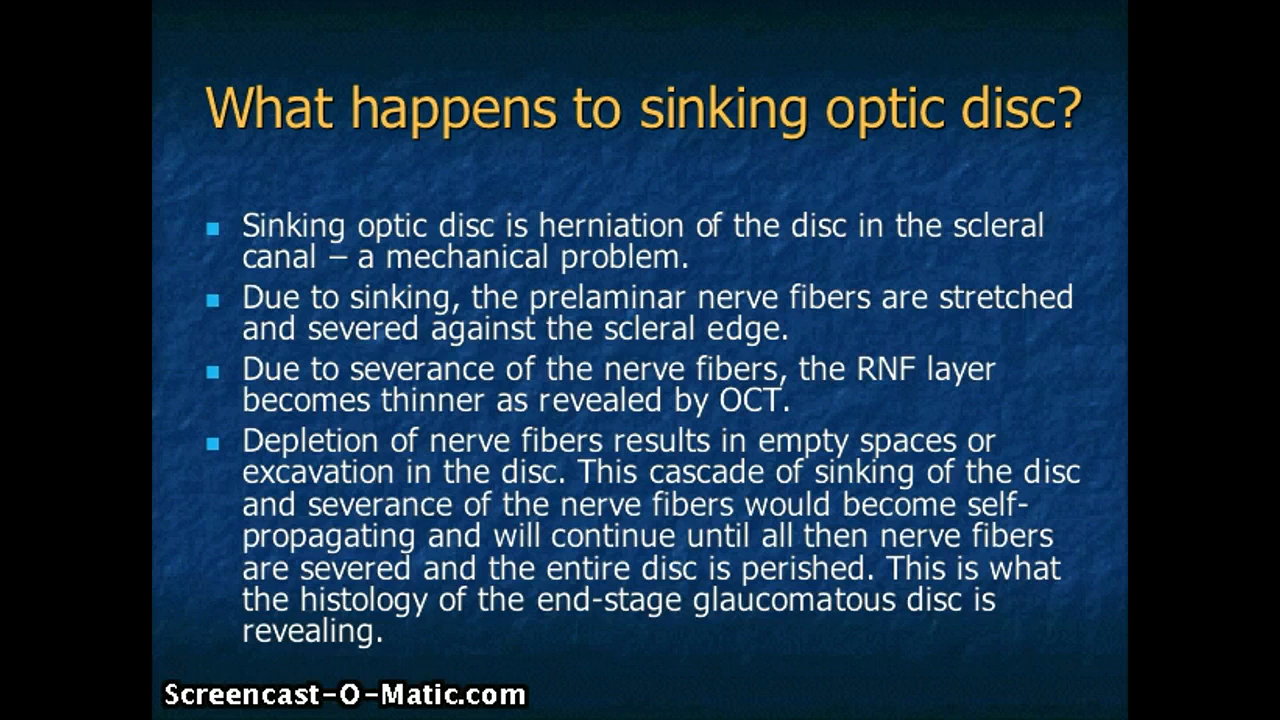 What happens to sinking optic disc?
Sinking optic disc is herniation of the disc in the scleral
canal – a mechanical problem.
Due to sinking, the prelaminar nerve fibers are stretched
and severed against the scleral edge.
Due to severance of the nerve fibers, the RNF layer
becomes thinner as revealed by OCT.
Depletion of nerve fibers results in empty spaces or
excavation in the disc. This cascade of sinking of the disc
and severance of the nerve fibers would become self-
propagating and will continue until all then nerve fibers
are severed and the entire disc is perished. This is what
the histology of the end-stage glaucomatous disc is
revealing.
Screencast-O-Matic.com